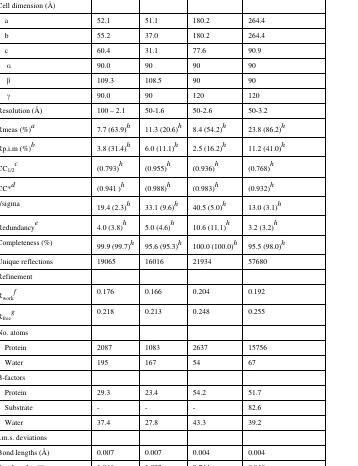 Cell dimension (Å)
a 52.1 51.1 180.2 264.4
b 55.2 37.0 180.2 264.4
c 60.4 31.1 77.6 90.9
α 90.0 90 90 90
β 109.3 108.5 90 90
γ 90.0 90 120 120
Resolution (Å) 100 – 2.1 50-1.6 50-2.6 50-3.2
Rmeas (%)a 7.7 (63.9)h 11.3 (20.6)h 8.4 (54.2)h 23.8 (86.2)h
Rp.i.m (%)b 3.8 (31.4)h 6.0 (11.1)h 2.5 (16.2)h 11.2 (41.0)h
CC1/2c (0.793)h (0.955)h (0.936)h (0.768)h
CC*d (0.941 )h (0.988)h (0.983)h (0.932)h
I/sigma 19.4 (2.3)h 33.1 (9.6)h 40.5 (5.0)h 13.0 (3.1)h
Redundancye 4.0 (3.8)h 5.0 (4.6)h 10.6 (11.1)h 3.2 (3.2)h
Completeness (%) 99.9 (99.7)h 95.6 (95.3)h 100.0 (100.0)h 95.5 (98.0)h
Unique reflections 19065 16016 21934 57680
Refinement
Rworkf 0.176 0.166 0.204 0.192
Rfreeg 0.218 0.213 0.248 0.255
No. atoms
Protein 2087 1083 2637 15756
Water 195 167 54 67
B-factors
Protein 29.3 23.4 54.2 51.7
Substrate - - - 82.6
Water 37.4 27.8 43.3 39.2
r.m.s. deviations
Bond lengths (Å) 0.007 0.007 0.004 0.004